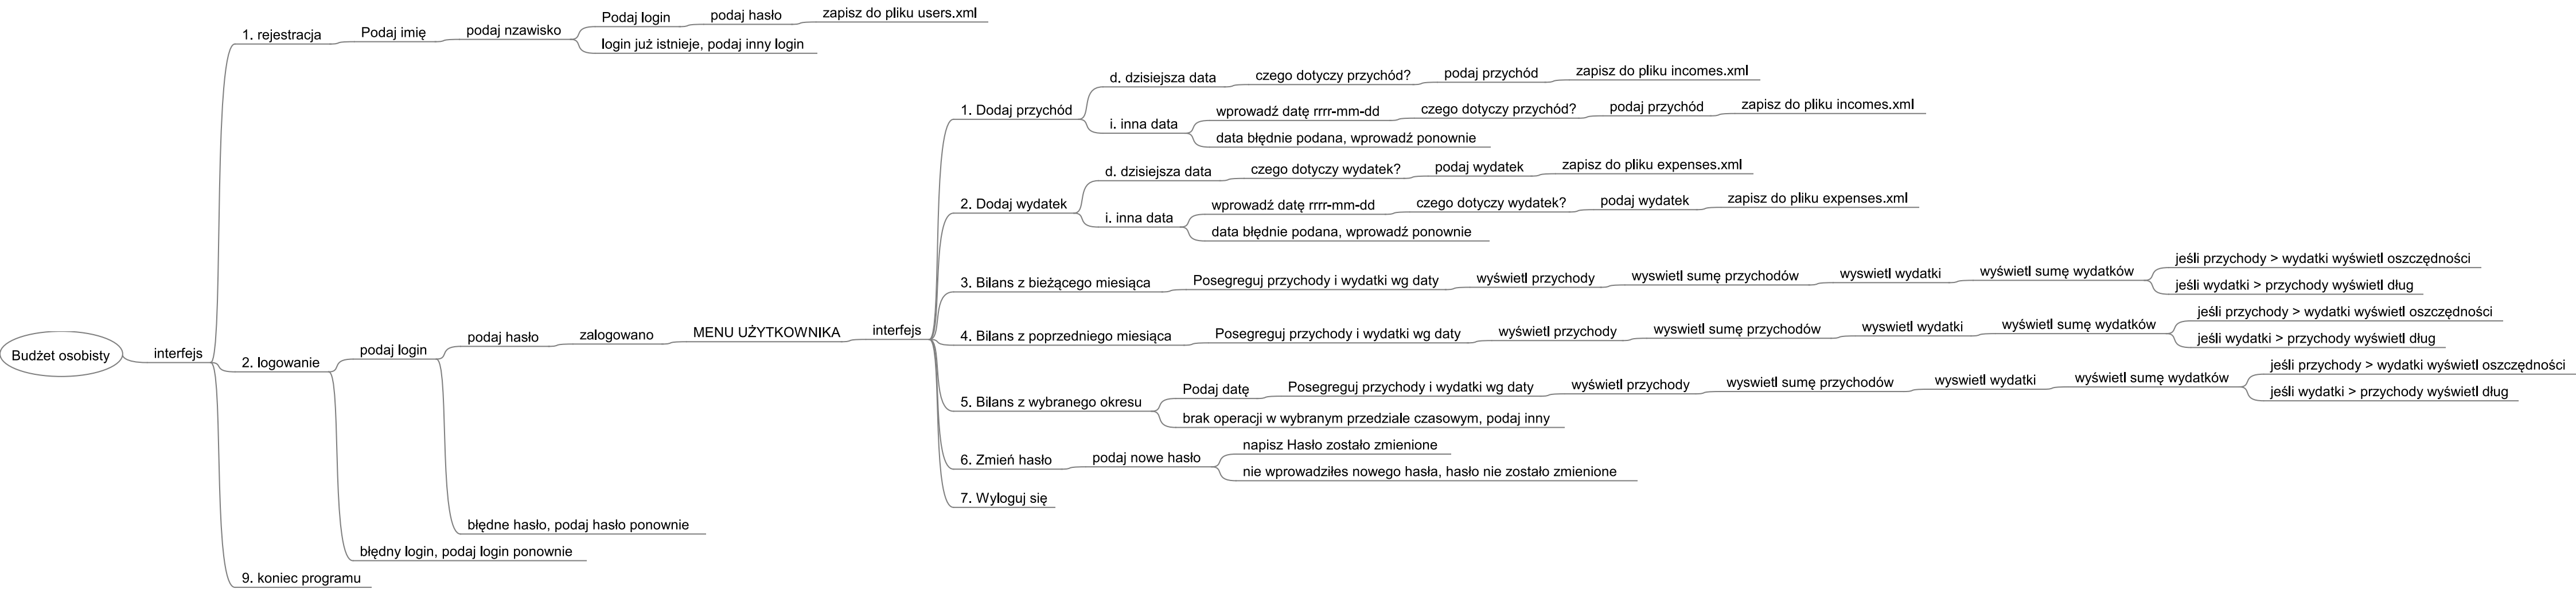 Budżet osobisty
interfejs
1. rejestracja
Podaj imię
podaj nzawisko
Podaj login
podaj hasło
zapisz do pliku users.xml
login już istnieje, podaj inny login
2. logowanie
podaj login
podaj hasło
zalogowano
MENU UŻYTKOWNIKA
interfejs
1. Dodaj przychód
d. dzisiejsza data
czego dotyczy przychód?
podaj przychód
zapisz do pliku incomes.xml
i. inna data
wprowadź datę rrrr-mm-dd
czego dotyczy przychód?
podaj przychód
zapisz do pliku incomes.xml
data błędnie podana, wprowadź ponownie
2. Dodaj wydatek
d. dzisiejsza data
czego dotyczy wydatek?
podaj wydatek
zapisz do pliku expenses.xml
i. inna data
wprowadź datę rrrr-mm-dd
czego dotyczy wydatek?
podaj wydatek
zapisz do pliku expenses.xml
data błędnie podana, wprowadź ponownie
3. Bilans z bieżącego miesiąca
Posegreguj przychody i wydatki wg daty
wyświetl przychody
wyswietl sumę przychodów
wyswietl wydatki
wyświetl sumę wydatków
jeśli przychody > wydatki wyświetl oszczędności
jeśli wydatki > przychody wyświetl dług
4. Bilans z poprzedniego miesiąca
Posegreguj przychody i wydatki wg daty
wyświetl przychody
wyswietl sumę przychodów
wyswietl wydatki
wyświetl sumę wydatków
jeśli przychody > wydatki wyświetl oszczędności
jeśli wydatki > przychody wyświetl dług
5. Bilans z wybranego okresu
Podaj datę
Posegreguj przychody i wydatki wg daty
wyświetl przychody
wyswietl sumę przychodów
wyswietl wydatki
wyświetl sumę wydatków
jeśli przychody > wydatki wyświetl oszczędności
jeśli wydatki > przychody wyświetl dług
brak operacji w wybranym przedziale czasowym, podaj inny
6. Zmień hasło
podaj nowe hasło
napisz Hasło zostało zmienione
nie wprowadziłes nowego hasła, hasło nie zostało zmienione
7. Wyloguj się
błędne hasło, podaj hasło ponownie
błędny login, podaj login ponownie
9. koniec programu